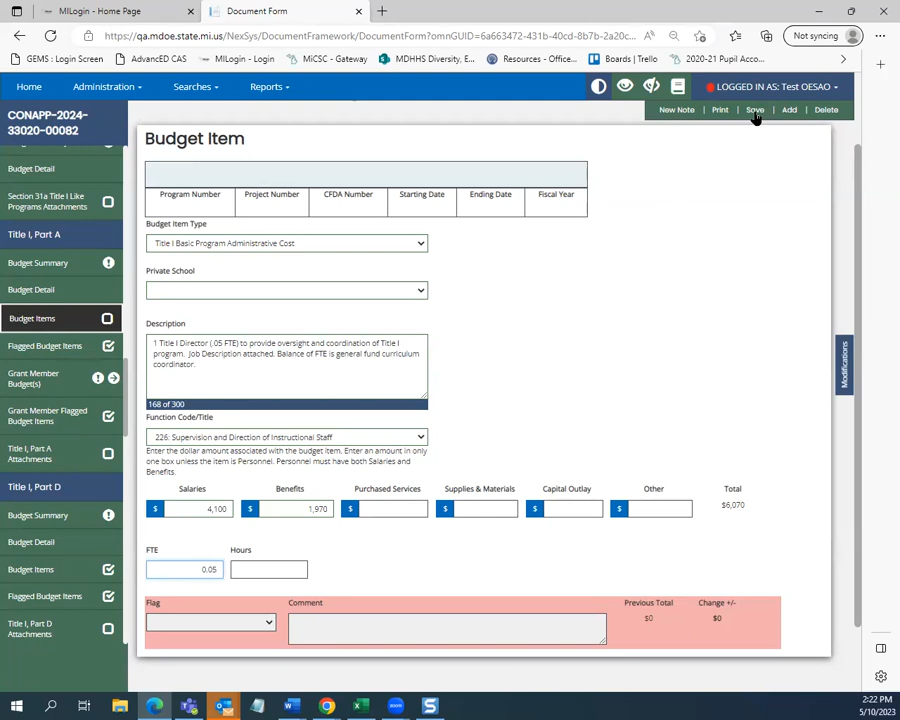 MILogin - Home Page
Document Form
https://qa.mdoe.state.mi.us/NexSys/DocumentFramework/DocumentForm?omnGUID=6a663472-431b-40cd-8b7b-2a20c...
Not syncing
GEMS : Login Screen
AdvancED CAS
MILogin - Login
MiCSC - Gateway
MDHHS Diversity, E...
Resources - Office...
Boards | Trello
2020-21 Pupil Acco...
Home
Administration
Searches
Reports
LOGGED IN AS: Test OESAO
New Note | Print | Save | Add | Delete
CONAPP-2024-
33020-00082
Budget Detail
Section 31a Title I Like
Programs Attachments
Title I, Part A
Budget Summary
Budget Detail
Budget Items
Flagged Budget Items
Grant Member
Budget(s)
Grant Member Flagged
Budget Items
Title I, Part A
Attachments
Title I, Part D
Budget Summary
Budget Detail
Budget Items
Flagged Budget Items
Title I, Part D
Attachments
Budget Item
Program Number Project Number CFDA Number Starting Date Ending Date Fiscal Year
Budget Item Type
Title I Basic Program Administrative Cost
Private School
Description
1 Title I Director (.05 FTE) to provide oversight and coordination of Title I
program. Job Description attached. Balance of FTE is general fund curriculum
coordinator.
168 of 300
Function Code/Title
226: Supervision and Direction of Instructional Staff
Enter the dollar amount associated with the budget item. Enter an amount in only
one box unless the item is Personnel. Personnel must have both Salaries and
Benefits.
Salaries Benefits Purchased Services Supplies & Materials Capital Outlay Other Total
$ 4,100 $ 1,970 $ $ $ $ $6,070
FTE Hours
0.05
Flag Comment Previous Total Change +/-
$0 $0
Modifications
2:22 PM
5/10/2023